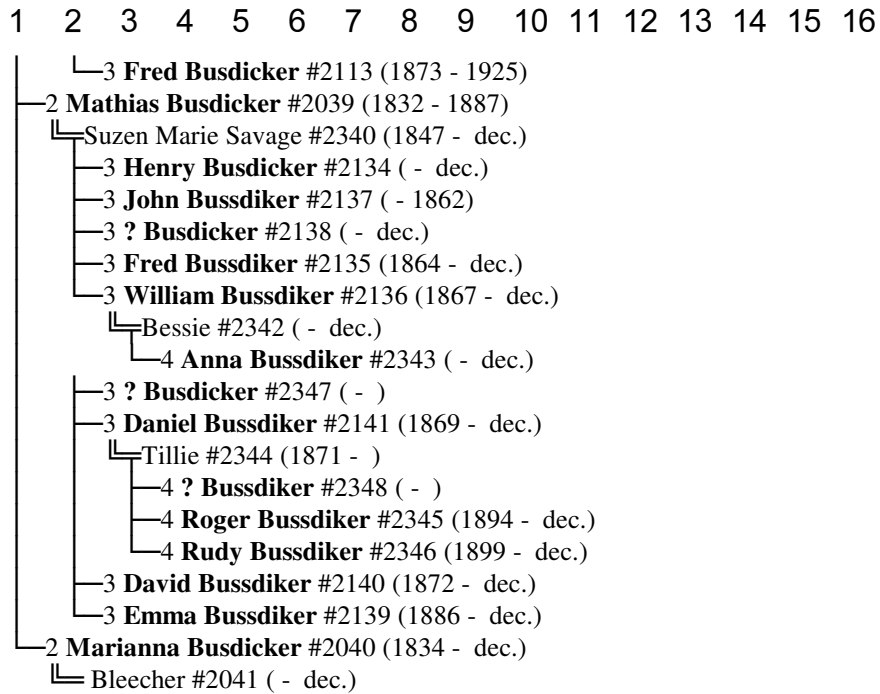 1 2 3 4 5 6 7 8 9 10 11 12 13 14 15 16
3 Fred Busdicker #2113 (1873 - 1925)
2 Mathias Busdicker #2039 (1832 - 1887)
Suzen Marie Savage #2340 (1847 - dec.)
3 Henry Busdicker #2134 ( - dec.)
3 John Bussdiker #2137 ( - 1862)
3 ? Busdicker #2138 ( - dec.)
3 Fred Bussdiker #2135 (1864 - dec.)
3 William Bussdiker #2136 (1867 - dec.)
Bessie #2342 ( - dec.)
4 Anna Bussdiker #2343 ( - dec.)
3 ? Busdicker #2347 ( - )
3 Daniel Bussdiker #2141 (1869 - dec.)
Tillie #2344 (1871 - )
4 ? Bussdiker #2348 ( - )
4 Roger Bussdiker #2345 (1894 - dec.)
4 Rudy Bussdiker #2346 (1899 - dec.)
3 David Bussdiker #2140 (1872 - dec.)
3 Emma Bussdiker #2139 (1886 - dec.)
2 Marianna Busdicker #2040 (1834 - dec.)
Bleecher #2041 ( - dec.)